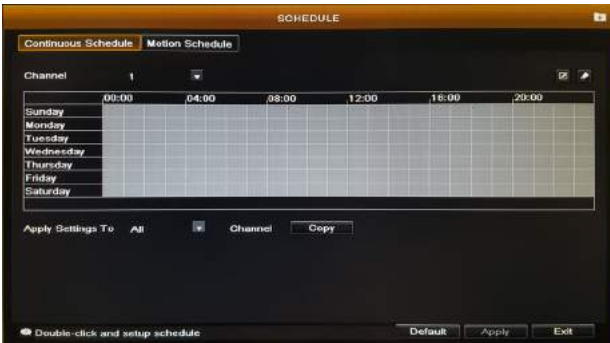 SCHEDULE
Continuous Schedule Motion Schedule
Channel 1
00:00 04:00 08:00 12:00 16:00 20:00
Sunday
Monday
Tuesday
Wednesday
Thursday
Friday
Saturday
Apply Settings To All Channel Copy
Double-click and setup schedule Default Apply Exit